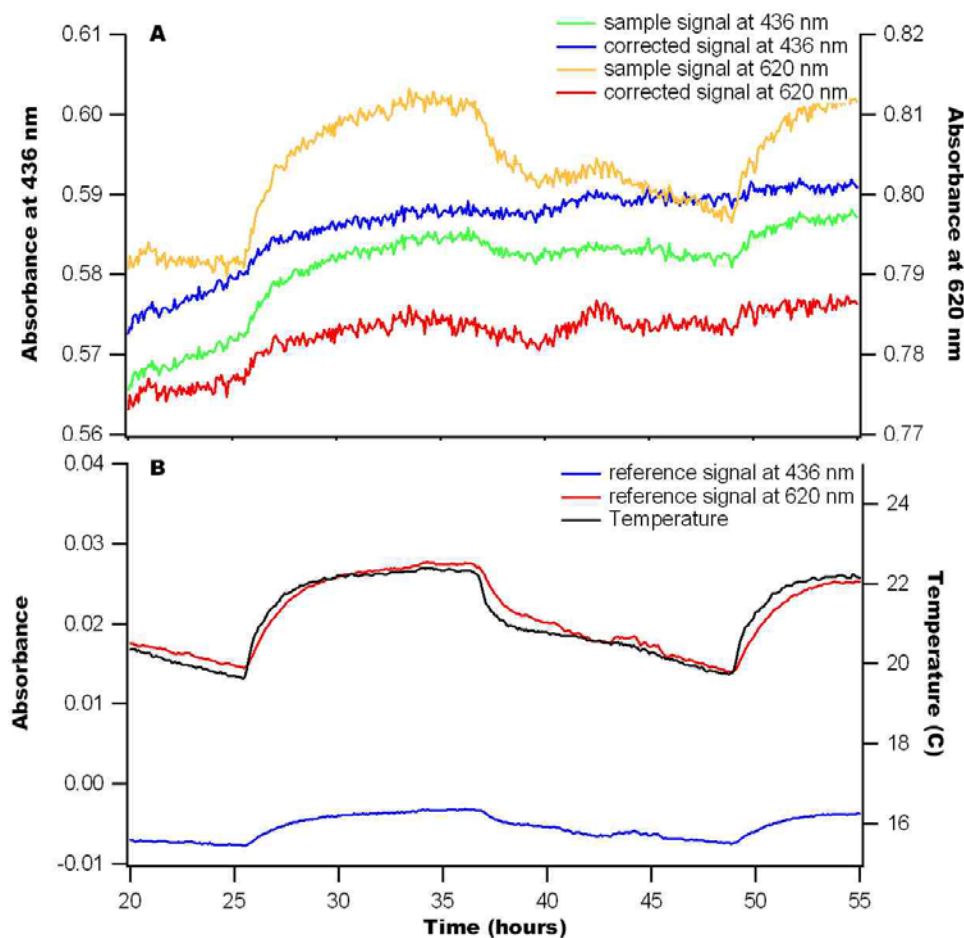 A
sample signal at 436 nm
corrected signal at 436 nm
sample signal at 620 nm
corrected signal at 620 nm
0.61
0.60
0.59
0.58
0.57
0.56
Absorbance at 436 nm
0.82
0.81
0.80
0.79
0.78
0.77
Absorbance at 620 nm
B
reference signal at 436 nm
reference signal at 620 nm
Temperature
0.04
0.03
0.02
0.01
0.00
-0.01
Absorbance
24
22
20
18
16
Temperature (C)
20 25 30 35 40 45 50 55
Time (hours)